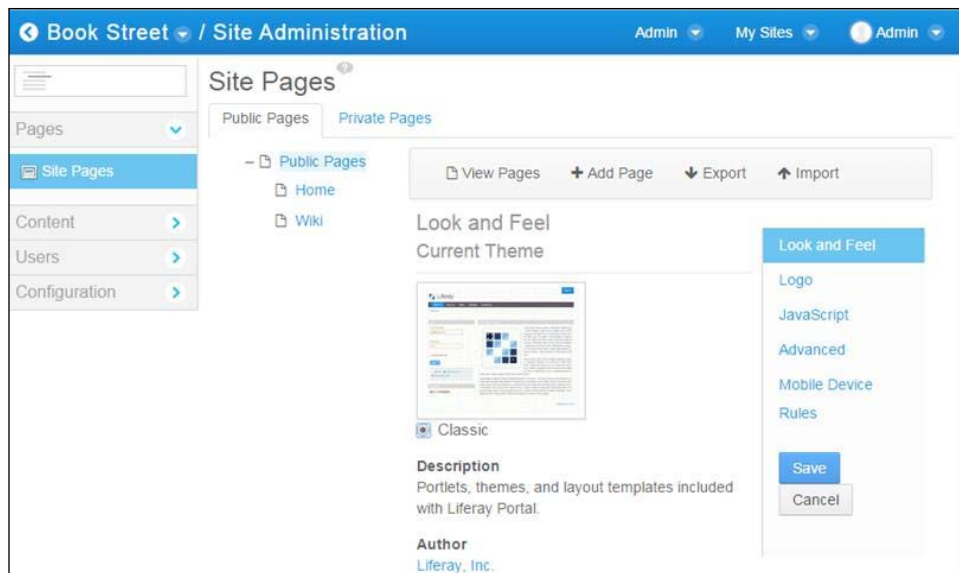 Book Street / Site Administration
Admin
My Sites
Admin
Site Pages
Public Pages
Private Pages
Pages
Site Pages
Content
Users
Configuration
Public Pages
Home
Wiki
View Pages
Add Page
Export
Import
Look and Feel
Current Theme
Liferay
Classic
Description
Portlets, themes, and layout templates included
with Liferay Portal.
Author
Liferay, Inc.
Look and Feel
Logo
JavaScript
Advanced
Mobile Device
Rules
Save
Cancel